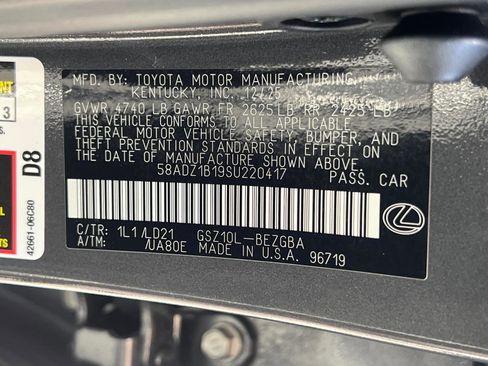 MFD. BY: TOYOTA MOTOR MANUFACTURING,
KENTUCKY, INC. 12/25
GVWR 4740 LB GAWR FR 2625 LB RR 2425 LB
THIS VEHICLE CONFORMS TO ALL APPLICABLE
FEDERAL MOTOR VEHICLE SAFETY, BUMPER, AND
THEFT PREVENTION STANDARDS IN EFFECT ON
THE DATE OF MANUFACTURE SHOWN ABOVE.
58ADZ1B19SU220417 PASS. CAR
C/TR: 1L1/LD21 GSZ10L-BEZGBA
A/TM: /UA80E MADE IN U.S.A. 96719
3
S.
D8
42661-06C80